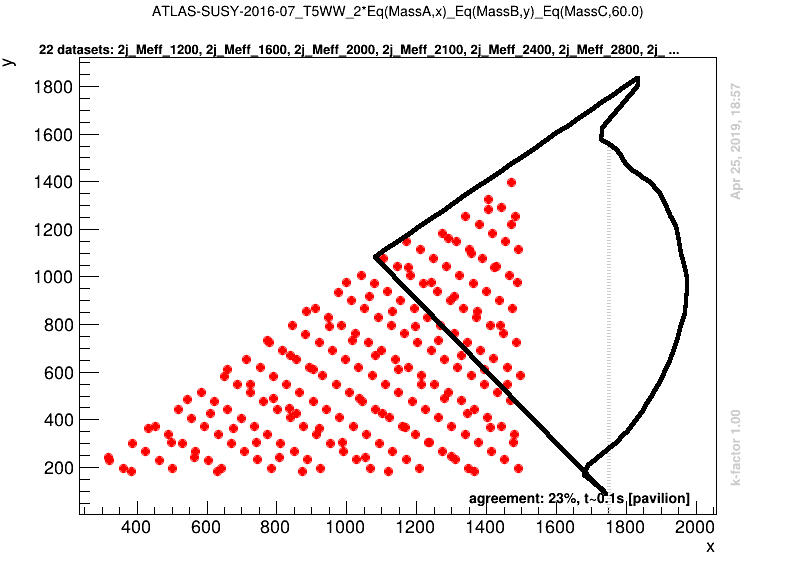 ATLAS-SUSY-2016-07_T5WW_2*Eq(MassA,x)_Eq(MassB,y)_Eq(MassC,60.0)
22 datasets: 2j_Meff_1200, 2j_Meff_1600, 2j_Meff_2000, 2j_Meff_2100, 2j_Meff_2400, 2j_Meff_2800, 2j_ ...
y
1800
1600
1400
1200
1000
800
600
400
200
Apr 25, 2019, 18:57
k-factor 1.00
agreement: 23%, t~0.1s [pavilion]
400 600 800 1000 1200 1400 1600 1800 2000
x